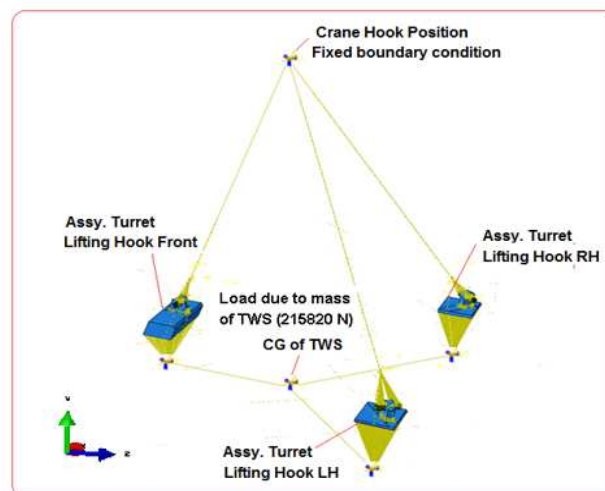 Crane Hook Position
Fixed boundary condition
Assy. Turret
Lifting Hook Front
Assy. Turret
Lifting Hook RH
Load due to mass
of TWS (215820 N)
CG of TWS
Assy. Turret
Lifting Hook LH